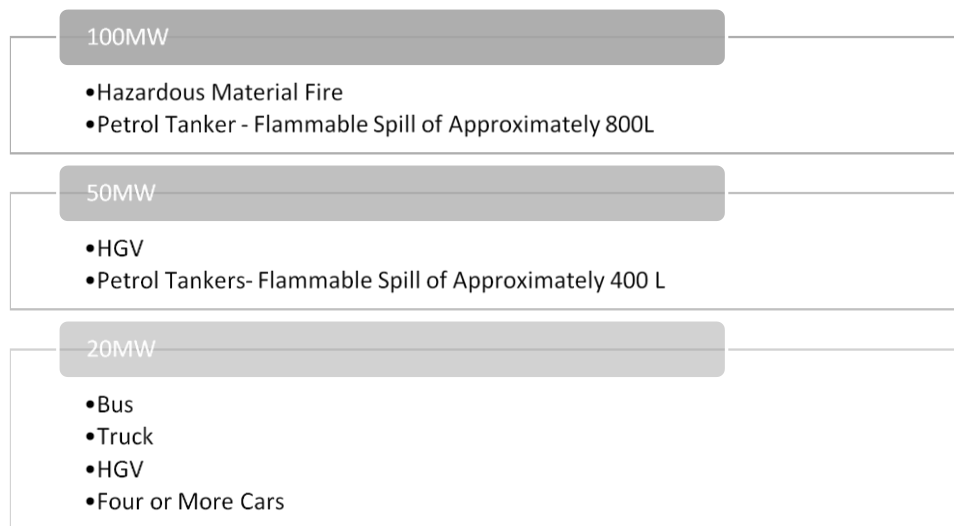 100MW
•Hazardous Material Fire
•Petrol Tanker - Flammable Spill of Approximately 800L
50MW
•HGV
•Petrol Tankers- Flammable Spill of Approximately 400 L
20MW
•Bus
•Truck
•HGV
•Four or More Cars